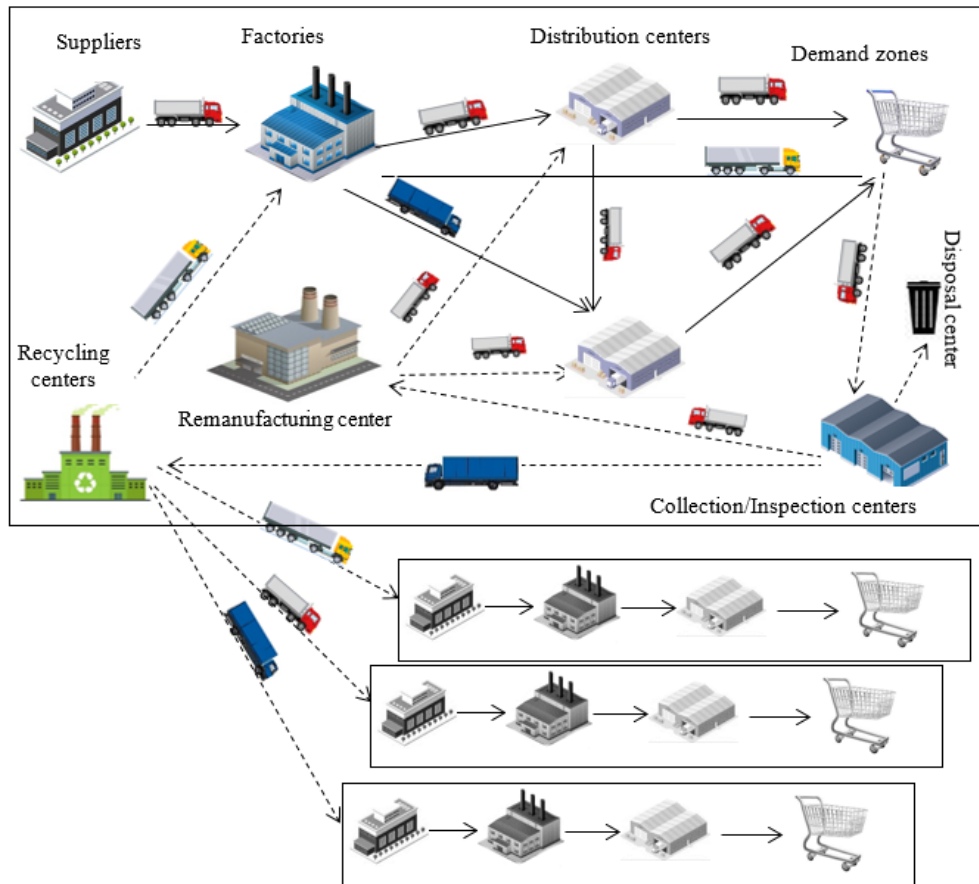 Suppliers
Factories
Distribution centers
Demand zones
Disposal center
Recycling
centers
Remanufacturing center
Collection/Inspection centers